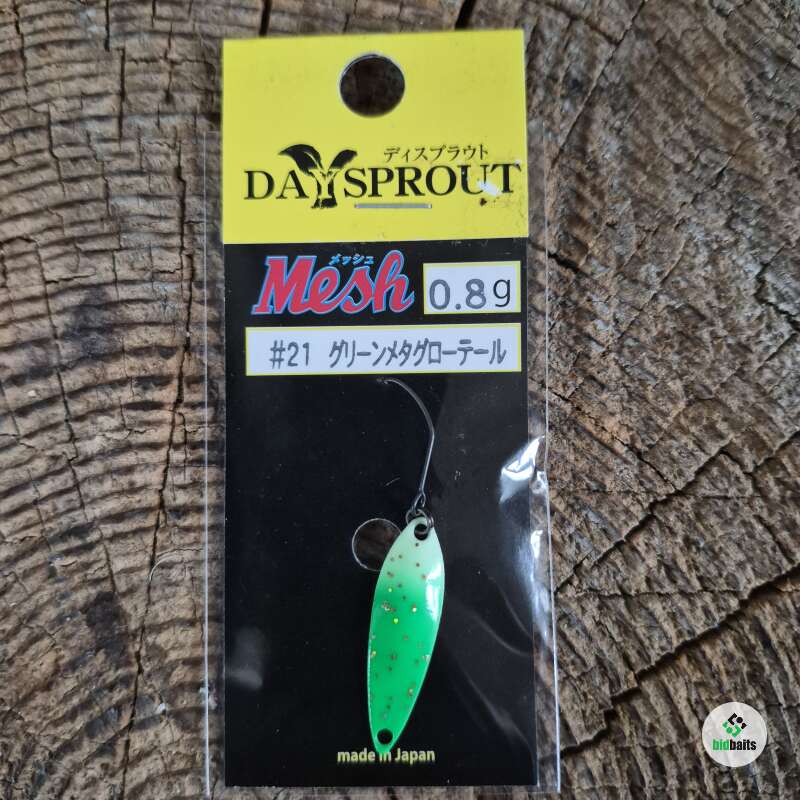 ディスプラウト
DAYSPROUT
メッシュ
Mesh
0.8g
#21 グリーンメタグローテール
made in Japan
bidbaits